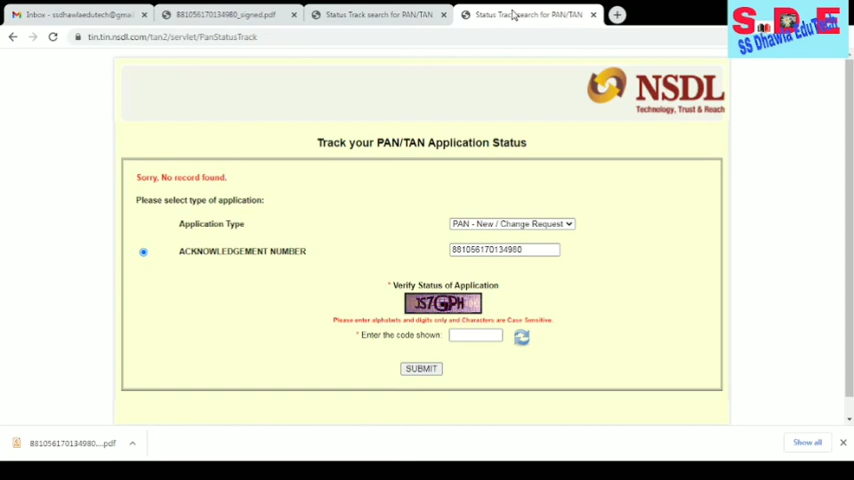 Inbox - ssdhawlaedutech@gmai
881056170134980_signed.pdf
Status Track search for PAN/TAN
Status Track search for PAN/TAN
tin.tin.nsdl.com/tan2/servlet/PanStatusTrack
SDE
SS Dhawla EduTech
NSDL
Technology, Trust & Reach
Track your PAN/TAN Application Status
Sorry, No record found.
Please select type of application:
Application Type
PAN - New / Change Request
ACKNOWLEDGEMENT NUMBER
881056170134980
* Verify Status of Application
Please enter alphabets and digits only and Characters are Case Sensitive.
* Enter the code shown:
SUBMIT
881056170134980....pdf
Show all